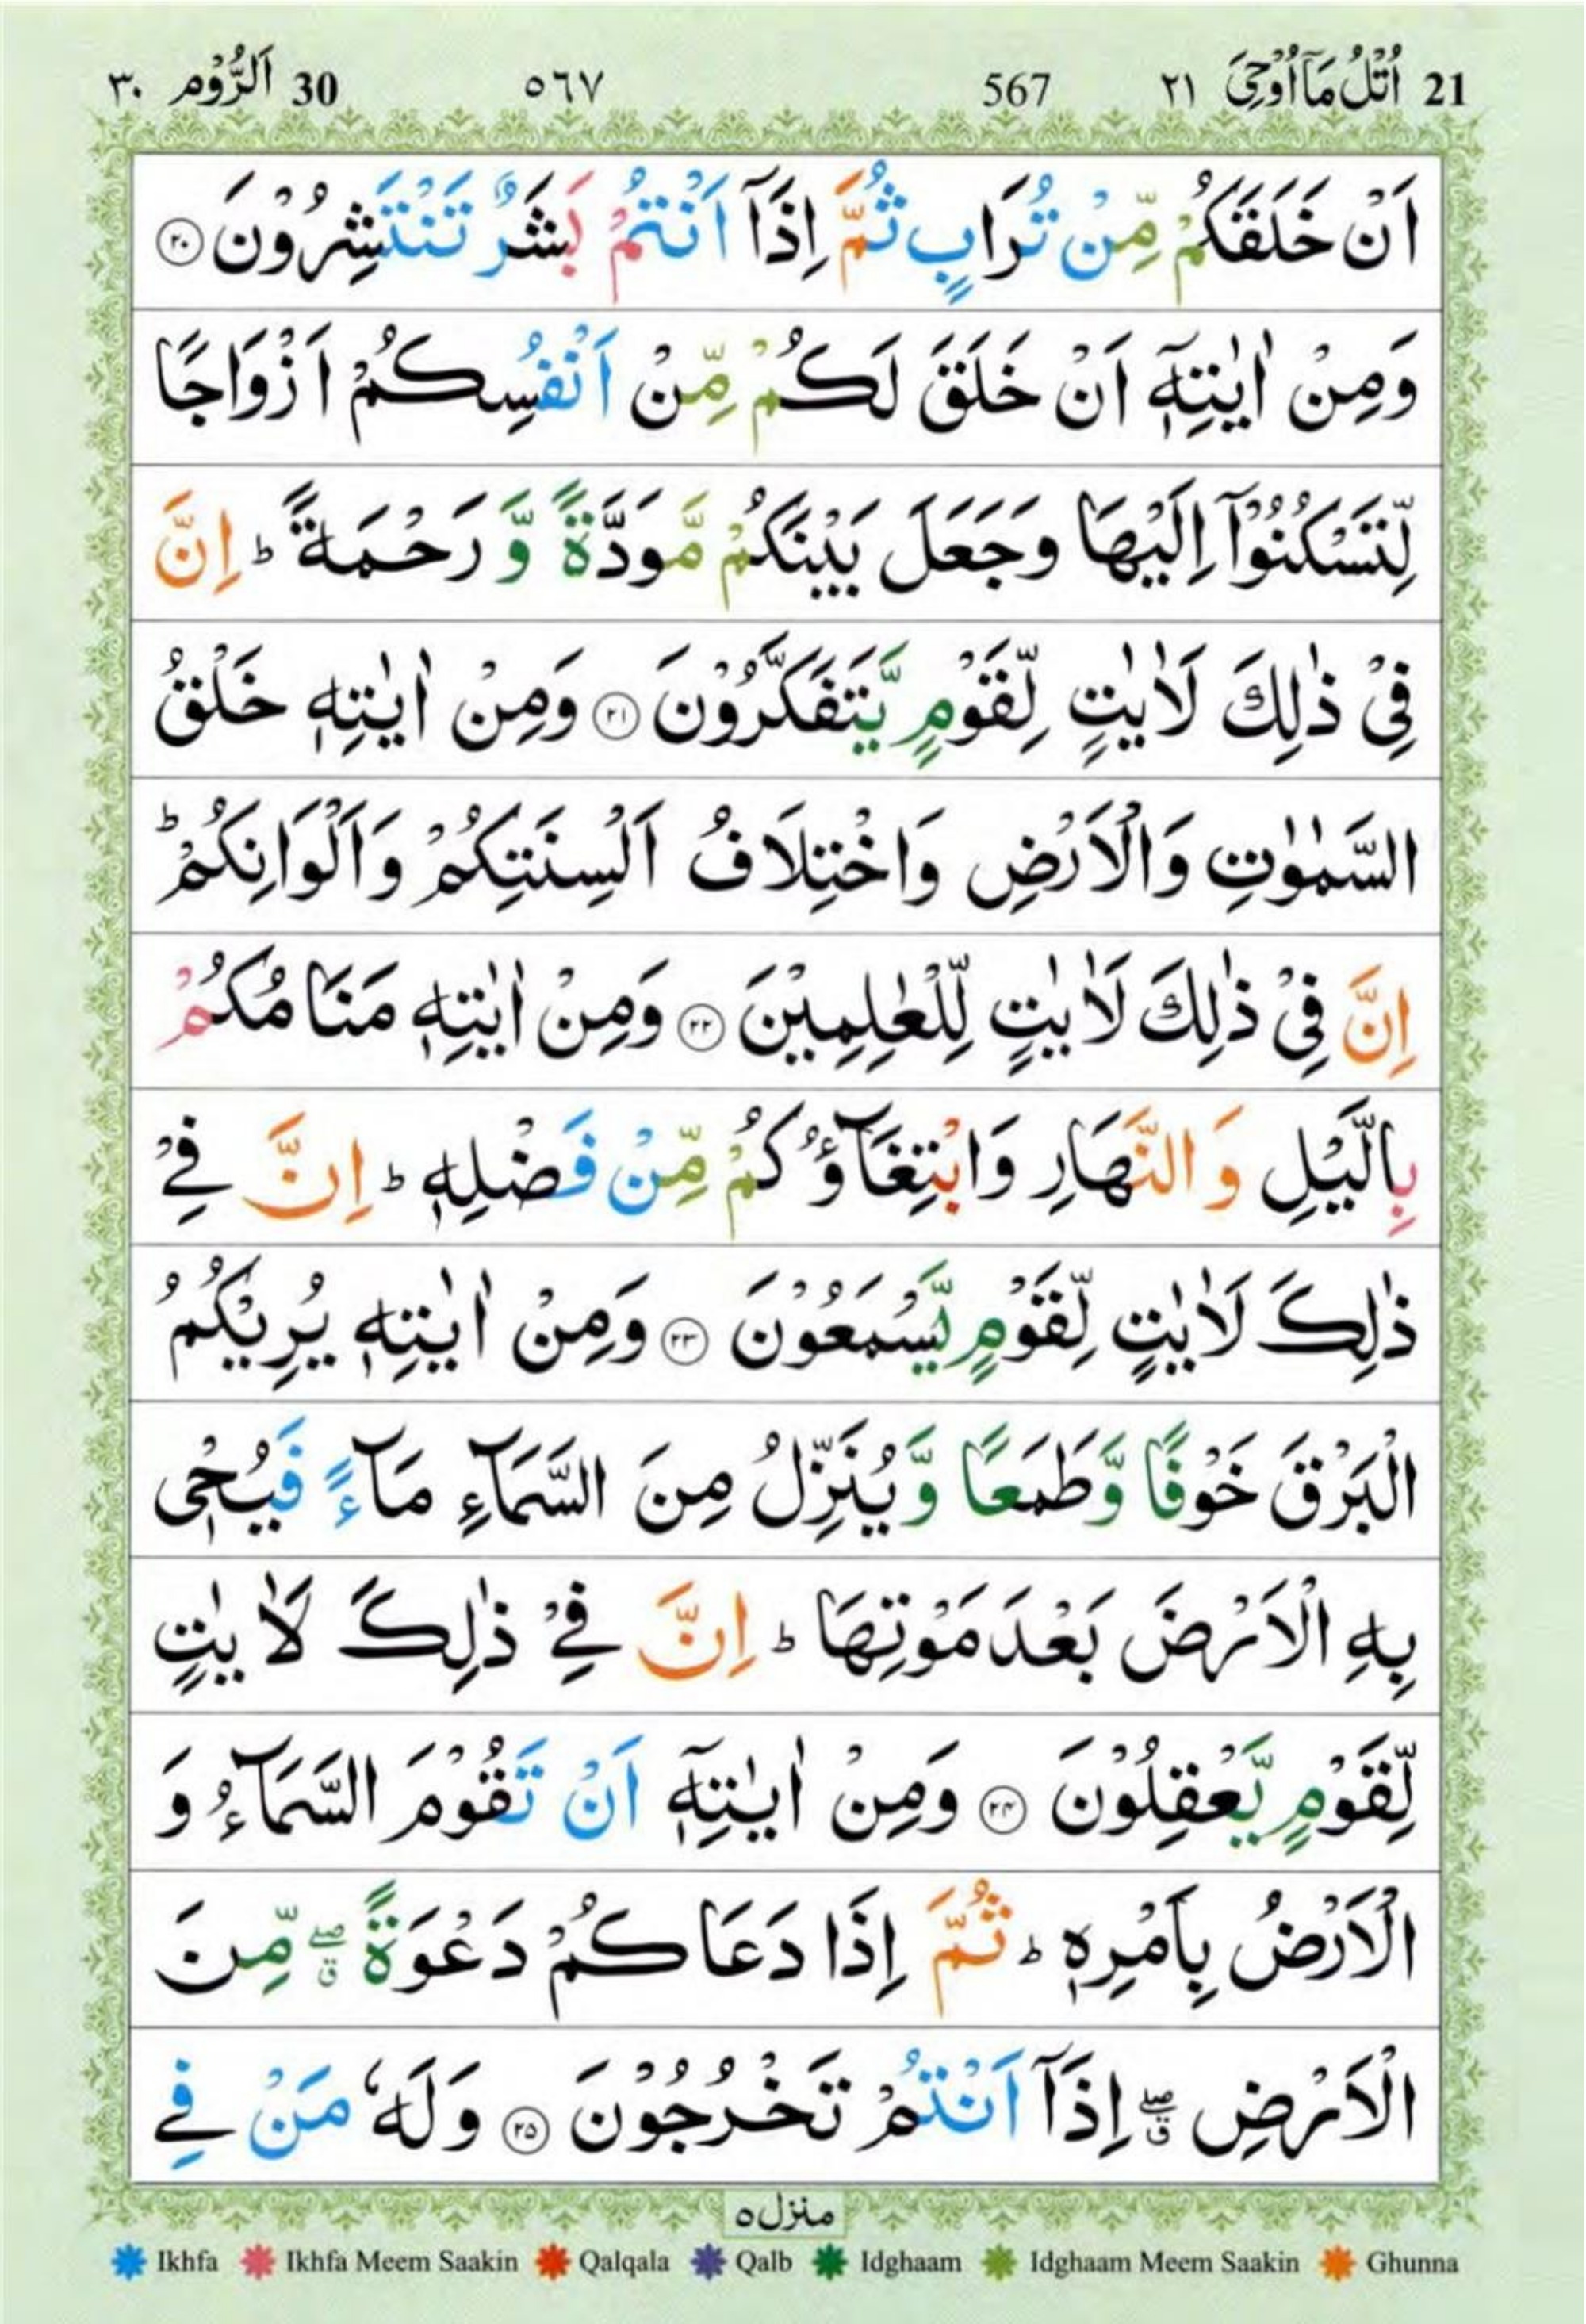 21 اُتْلُ مَاۤ اُوْحِیَ ٢١ 567 ٥٦٧ 30 اَلرُّوْم ٣٠
اَنْ خَلَقَكُمْ مِّنْ تُرَابٍ ثُمَّ اِذَاۤ اَنْتُمْ بَشَرٌ تَنْتَشِرُوْنَ ۝٢٠
وَمِنْ اٰيٰتِهٖۤ اَنْ خَلَقَ لَكُمْ مِّنْ اَنْفُسِكُمْ اَزْوَاجًا
لِّتَسْكُنُوْۤا اِلَيْهَا وَجَعَلَ بَيْنَكُمْ مَّوَدَّةً وَّ رَحْمَةً ؕ اِنَّ
فِیْ ذٰلِكَ لَاٰيٰتٍ لِّقَوْمٍ يَّتَفَكَّرُوْنَ ۝٢١ وَمِنْ اٰيٰتِهٖ خَلْقُ
السَّمٰوٰتِ وَالْاَرْضِ وَاخْتِلَافُ اَلْسِنَتِكُمْ وَاَلْوَانِكُمْ ؕ
اِنَّ فِیْ ذٰلِكَ لَاٰيٰتٍ لِّلْعٰلِمِيْنَ ۝٢٢ وَمِنْ اٰيٰتِهٖ مَنَامُكُمْ
بِالَّيْلِ وَ النَّهَارِ وَابْتِغَآؤُكُمْ مِّنْ فَضْلِهٖ ؕ اِنَّ فِیْ
ذٰلِكَ لَاٰيٰتٍ لِّقَوْمٍ يَّسْمَعُوْنَ ۝٢٣ وَمِنْ اٰيٰتِهٖ يُرِيْكُمُ
الْبَرْقَ خَوْفًا وَّطَمَعًا وَّيُنَزِّلُ مِنَ السَّمَآءِ مَآءً فَيُحْیٖ
بِهِ الْاَرْضَ بَعْدَ مَوْتِهَا ؕ اِنَّ فِیْ ذٰلِكَ لَاٰيٰتٍ
لِّقَوْمٍ يَّعْقِلُوْنَ ۝٢٤ وَمِنْ اٰيٰتِهٖۤ اَنْ تَقُوْمَ السَّمَآءُ وَ
الْاَرْضُ بِاَمْرِهٖ ؕ ثُمَّ اِذَا دَعَاكُمْ دَعْوَةً ۖق مِّنَ
الْاَرْضِ ۖق اِذَاۤ اَنْتُمْ تَخْرُجُوْنَ ۝٢٥ وَلَهٗ مَنْ فِی
منزل ٥
Ikhfa Ikhfa Meem Saakin Qalqala Qalb Idghaam Idghaam Meem Saakin Ghunna